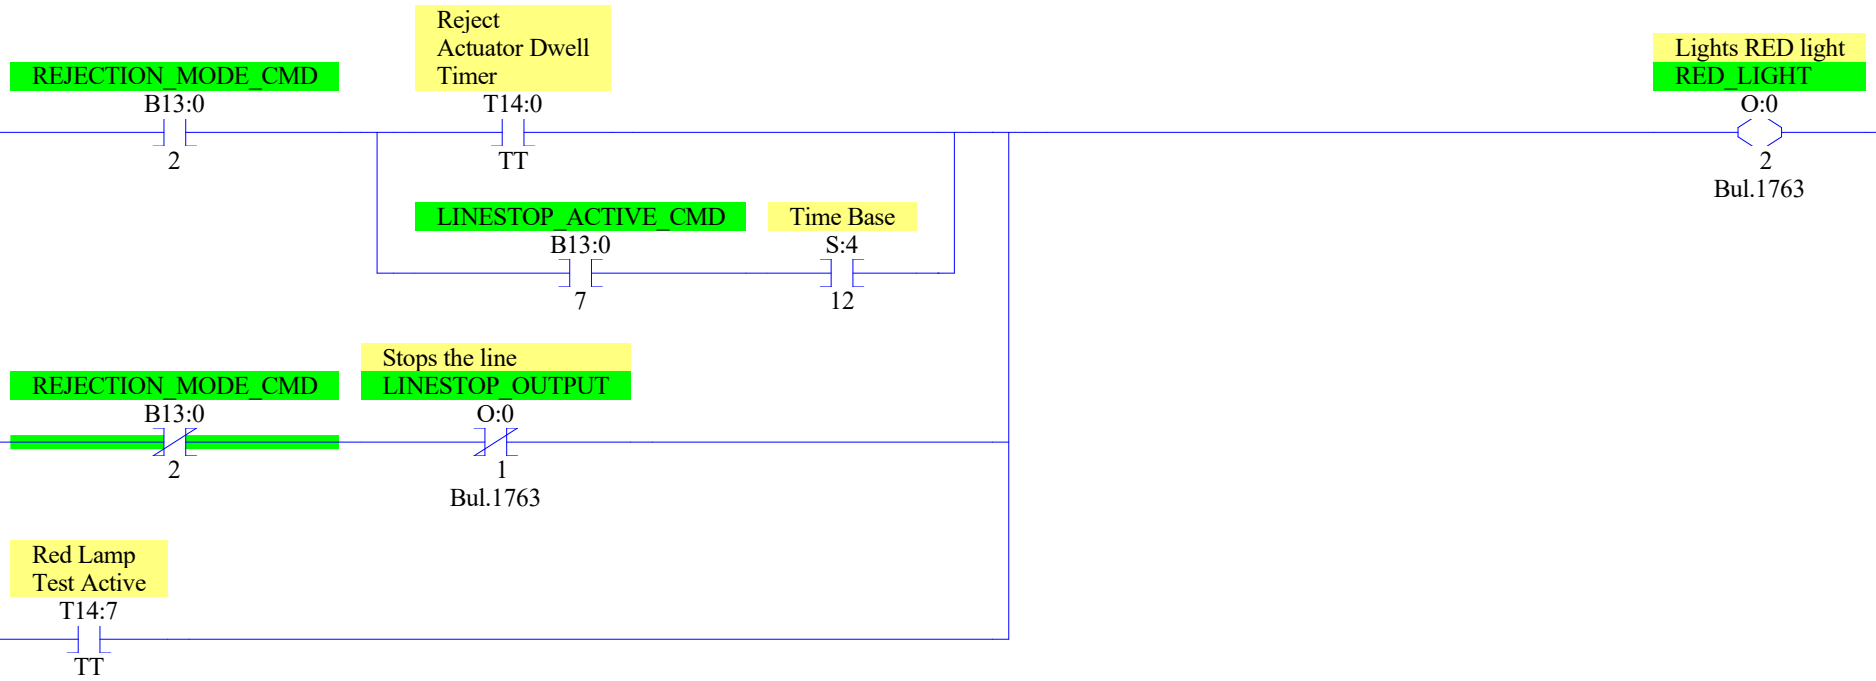 Reject
Actuator Dwell
Timer
REJECTION_MODE_CMD
B13:0
2
T14:0
TT
Lights RED light
RED_LIGHT
O:0
2
Bul.1763
LINESTOP_ACTIVE_CMD
B13:0
7
Time Base
S:4
12
REJECTION_MODE_CMD
B13:0
2
Stops the line
LINESTOP_OUTPUT
O:0
1
Bul.1763
Red Lamp
Test Active
T14:7
TT